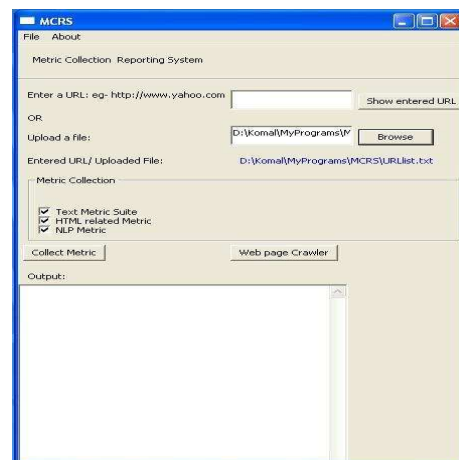 MCRS
File About
Metric Collection Reporting System
Enter a URL: eg- http://www.yahoo.com
Show entered URL
OR
Upload a file:
D:\Komal\MyPrograms\M
Browse
Entered URL/ Uploaded File:
D:\Komal\MyPrograms\MCRS\URLlist.txt
Metric Collection
Text Metric Suite
HTML related Metric
NLP Metric
Collect Metric
Web page Crawler
Output: